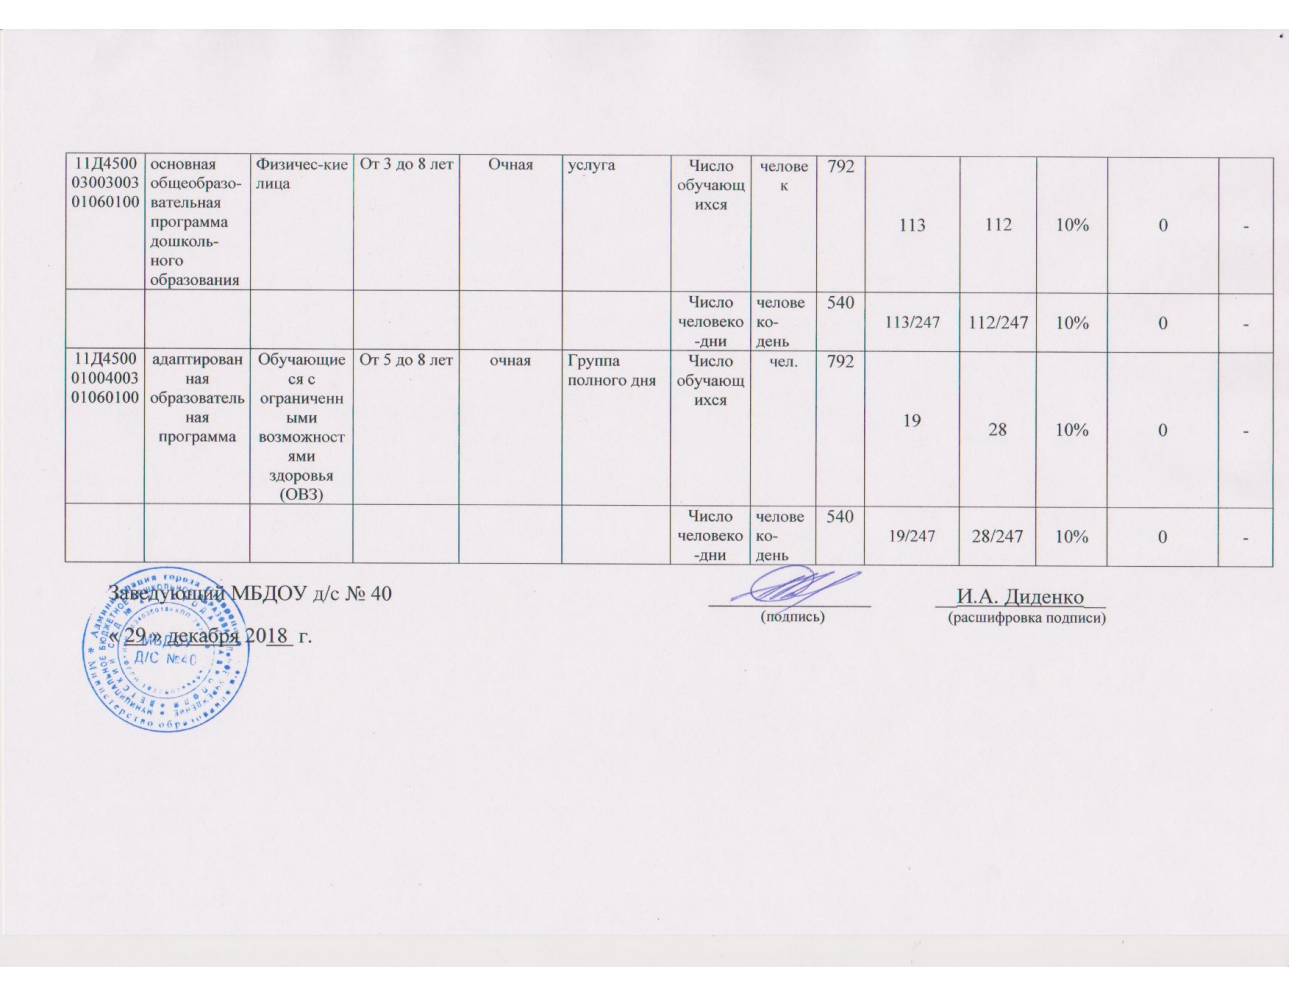 11Д4500 основная Физичес-кие От 3 до 8 лет Очная услуга Число челове 792
03003003 общеобразо- лица обучающ к
01060100 вательная ихся
программа
113 112 10% 0 -
дошколь-
ного
образования
Число челове 540
человеко ко- 113/247 112/247 10% 0 -
-дни день
11Д4500 адаптирован Обучающие От 5 до 8 лет очная Группа Число чел. 792
01004003 ная ся с полного дня обучающ
01060100 образователь ограниченн ихся
ная ыми 19
программа возможност 28 10% 0 -
ями
здоровья
(ОВЗ)
Число челове 540
человеко ко- 19/247 28/247 10% 0 -
-дни день
Заведующий МБДОУ д/с № 40 И.А. Диденко
(подпись) (расшифровка подписи)
« 29 » декабря 2018 г.
МБДОУ
Д/С №40